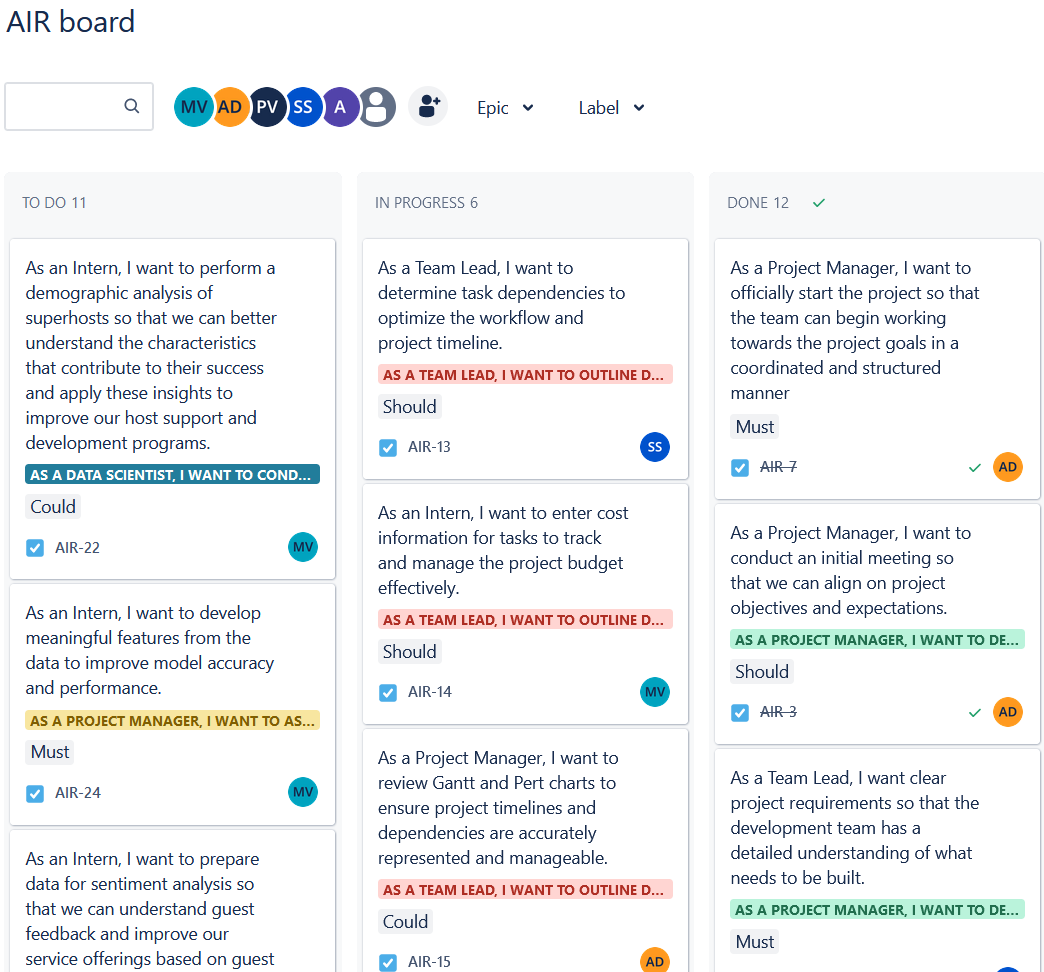 AIR board
MV AD PV SS A Epic Label
TO DO 11
As an Intern, I want to perform a
demographic analysis of
superhosts so that we can better
understand the characteristics
that contribute to their success
and apply these insights to
improve our host support and
development programs.
AS A DATA SCIENTIST, I WANT TO COND...
Could
AIR-22 MV
As an Intern, I want to develop
meaningful features from the
data to improve model accuracy
and performance.
AS A PROJECT MANAGER, I WANT TO AS...
Must
AIR-24 MV
As an Intern, I want to prepare
data for sentiment analysis so
that we can understand guest
feedback and improve our
service offerings based on guest
IN PROGRESS 6
As a Team Lead, I want to
determine task dependencies to
optimize the workflow and
project timeline.
AS A TEAM LEAD, I WANT TO OUTLINE D...
Should
AIR-13 SS
As an Intern, I want to enter cost
information for tasks to track
and manage the project budget
effectively.
AS A TEAM LEAD, I WANT TO OUTLINE D...
Should
AIR-14 MV
As a Project Manager, I want to
review Gantt and Pert charts to
ensure project timelines and
dependencies are accurately
represented and manageable.
AS A TEAM LEAD, I WANT TO OUTLINE D...
Could
AIR-15 AD
DONE 12
As a Project Manager, I want to
officially start the project so that
the team can begin working
towards the project goals in a
coordinated and structured
manner
Must
AIR-7 AD
As a Project Manager, I want to
conduct an initial meeting so
that we can align on project
objectives and expectations.
AS A PROJECT MANAGER, I WANT TO DE...
Should
AIR-3 AD
As a Team Lead, I want clear
project requirements so that the
development team has a
detailed understanding of what
needs to be built.
AS A PROJECT MANAGER, I WANT TO DE...
Must